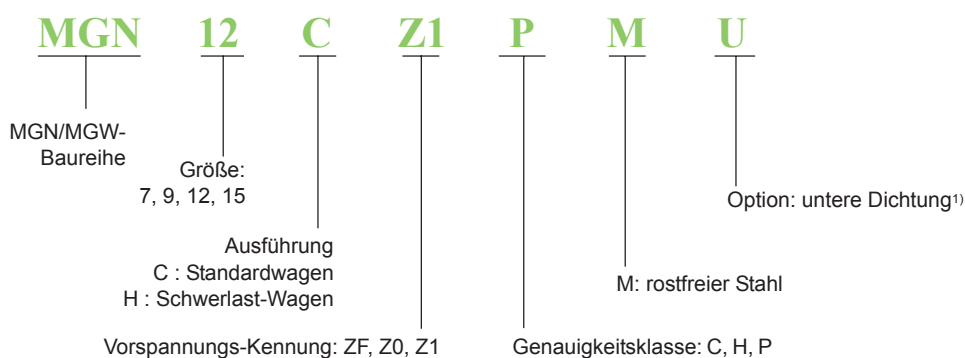 MGN 12 C Z1 P M U
MGN/MGW-
Baureihe
Größe:
7, 9, 12, 15
Option: untere Dichtung1)
Ausführung
C : Standardwagen
H : Schwerlast-Wagen
M: rostfreier Stahl
Vorspannungs-Kennung: ZF, Z0, Z1
Genauigkeitsklasse: C, H, P